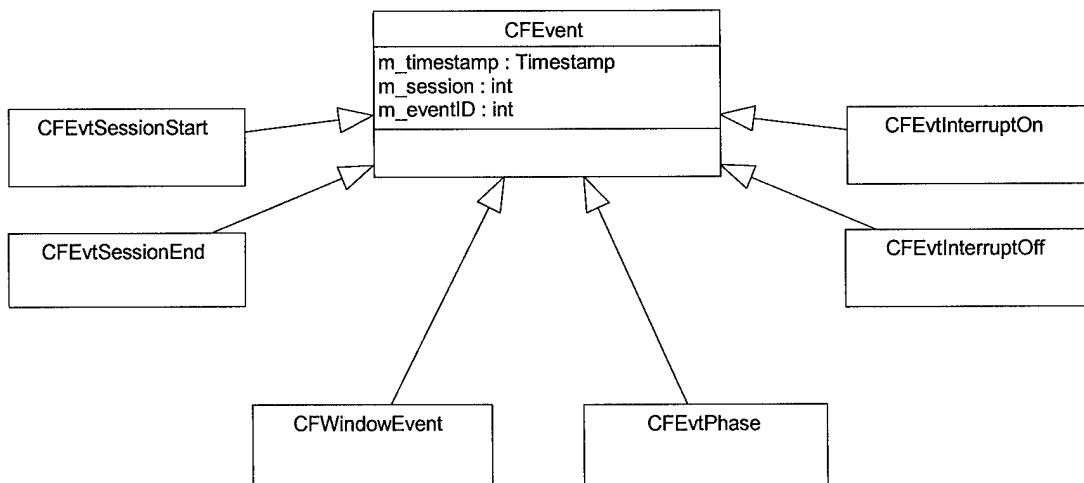 CFEvent
m_timestamp : Timestamp
m_session : int
m_eventID : int
CFEvtSessionStart
CFEvtInterruptOn
CFEvtSessionEnd
CFEvtInterruptOff
CFWindowEvent
CFEvtPhase